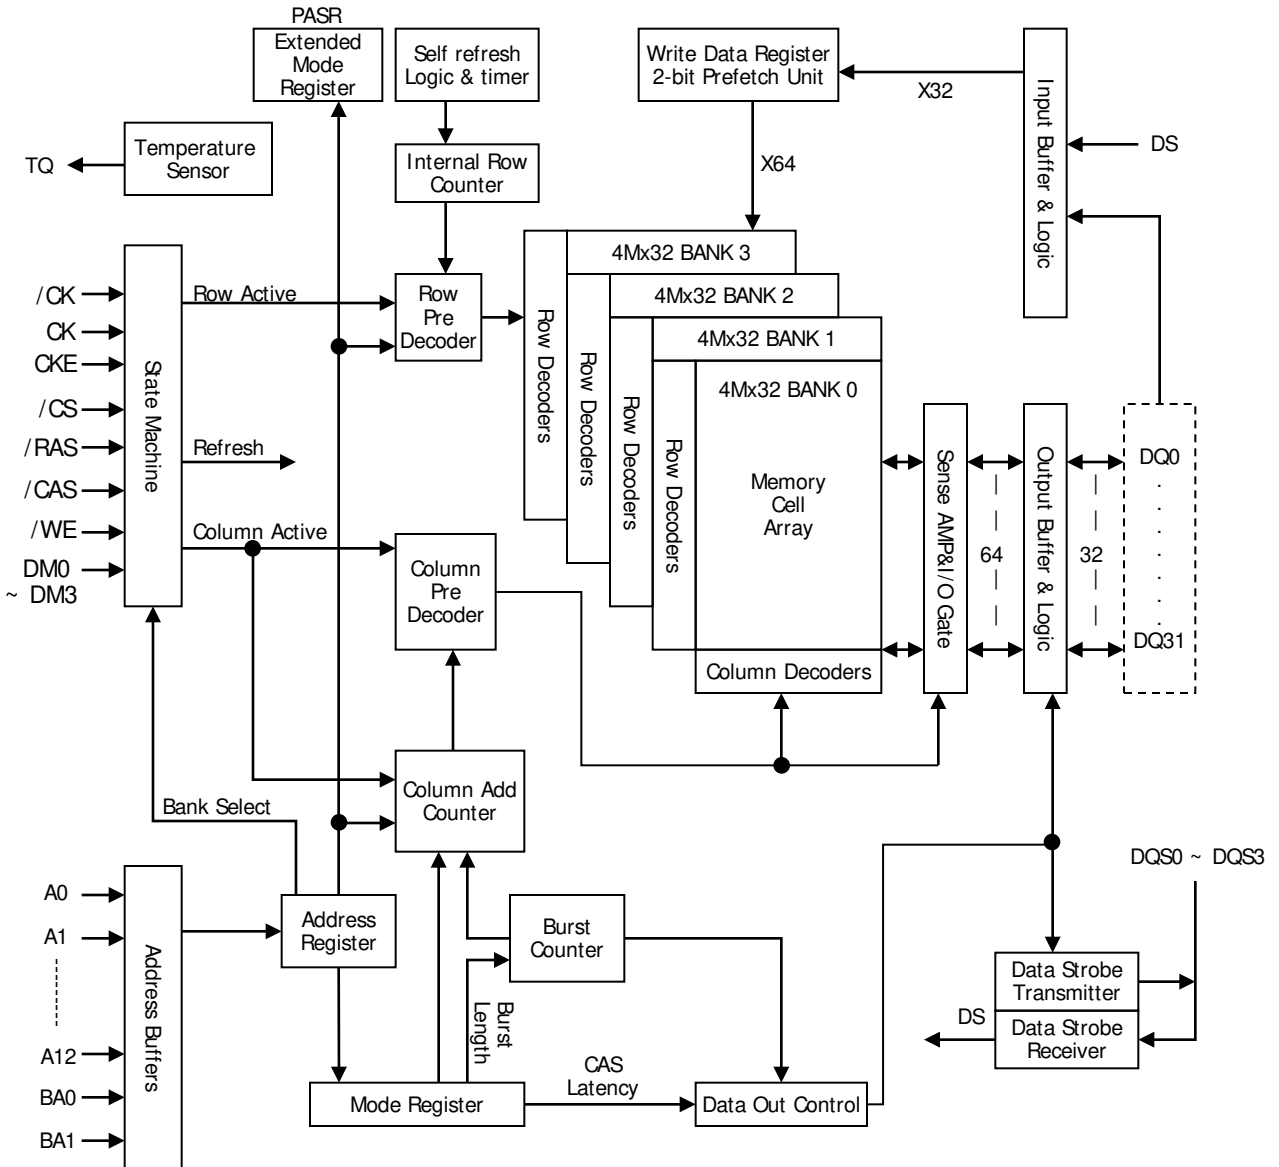 PASR
Extended
Mode
Register
Self refresh
Logic & timer
Write Data Register
2-bit Prefetch Unit
X32
Input Buffer & Logic
DS
Temperature
Sensor
TQ
Internal Row
Counter
X64
4Mx32 BANK 3
4Mx32 BANK 2
4Mx32 BANK 1
4Mx32 BANK 0
Row Decoders
Row Decoders
Row Decoders
Row Decoders
Memory
Cell
Array
Column Decoders
/CK
CK
CKE
/CS
/RAS
/CAS
/WE
DM0
~ DM3
State Machine
Row Active
Refresh
Column Active
Row
Pre
Decoder
Column
Pre
Decoder
Sense AMP&I/O Gate
64
Output Buffer & Logic
32
DQ0
DQ31
Column Add
Counter
Bank Select
A0
A1
A12
BA0
BA1
Address Buffers
Address
Register
Burst
Counter
Burst
Length
Mode Register
CAS
Latency
Data Out Control
DQS0 ~ DQS3
Data Strobe
Transmitter
DS
Data Strobe
Receiver